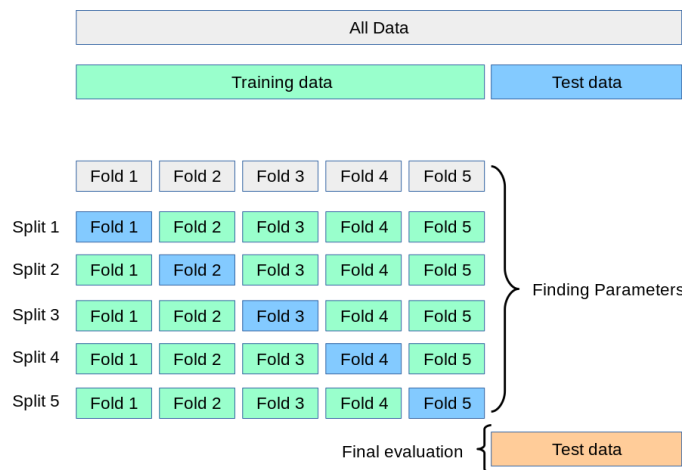 All Data
Training data Test data
Fold 1 Fold 2 Fold 3 Fold 4 Fold 5
Split 1 Fold 1 Fold 2 Fold 3 Fold 4 Fold 5
Split 2 Fold 1 Fold 2 Fold 3 Fold 4 Fold 5
Finding Parameters
Split 3 Fold 1 Fold 2 Fold 3 Fold 4 Fold 5
Split 4 Fold 1 Fold 2 Fold 3 Fold 4 Fold 5
Split 5 Fold 1 Fold 2 Fold 3 Fold 4 Fold 5
Final evaluation Test data